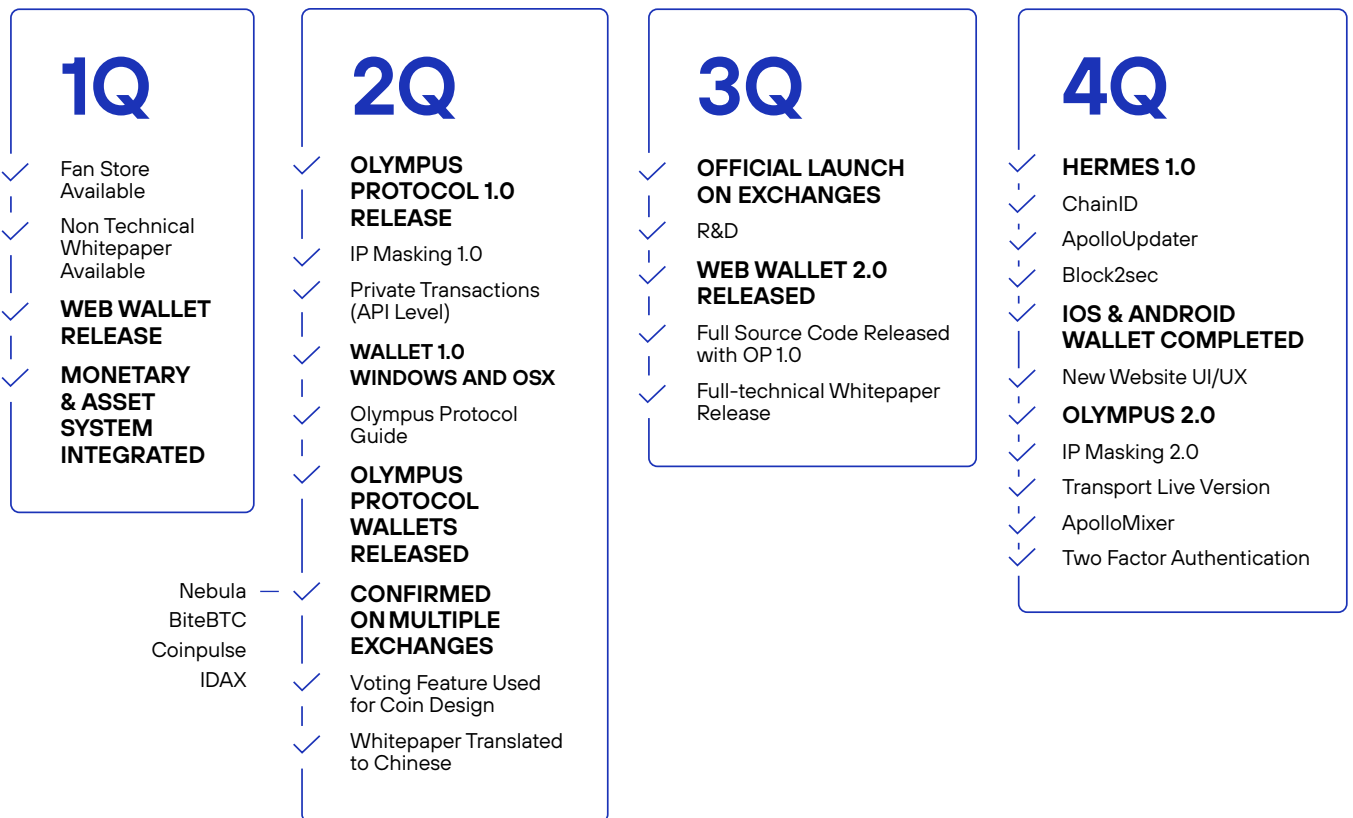 1Q
Fan Store
Available
Non Technical
Whitepaper
Available
WEB WALLET
RELEASE
MONETARY
& ASSET
SYSTEM
INTEGRATED
2Q
OLYMPUS
PROTOCOL 1.0
RELEASE
IP Masking 1.0
Private Transactions
(API Level)
WALLET 1.0
WINDOWS AND OSX
Olympus Protocol
Guide
OLYMPUS
PROTOCOL
WALLETS
RELEASED
CONFIRMED
ON MULTIPLE
EXCHANGES
Nebula
BiteBTC
Coinpulse
IDAX
Voting Feature Used
for Coin Design
Whitepaper Translated
to Chinese
3Q
OFFICIAL LAUNCH
ON EXCHANGES
R&D
WEB WALLET 2.0
RELEASED
Full Source Code Released
with OP 1.0
Full-technical Whitepaper
Release
4Q
HERMES 1.0
ChainID
ApolloUpdater
Block2sec
IOS & ANDROID
WALLET COMPLETED
New Website UI/UX
OLYMPUS 2.0
IP Masking 2.0
Transport Live Version
ApolloMixer
Two Factor Authentication